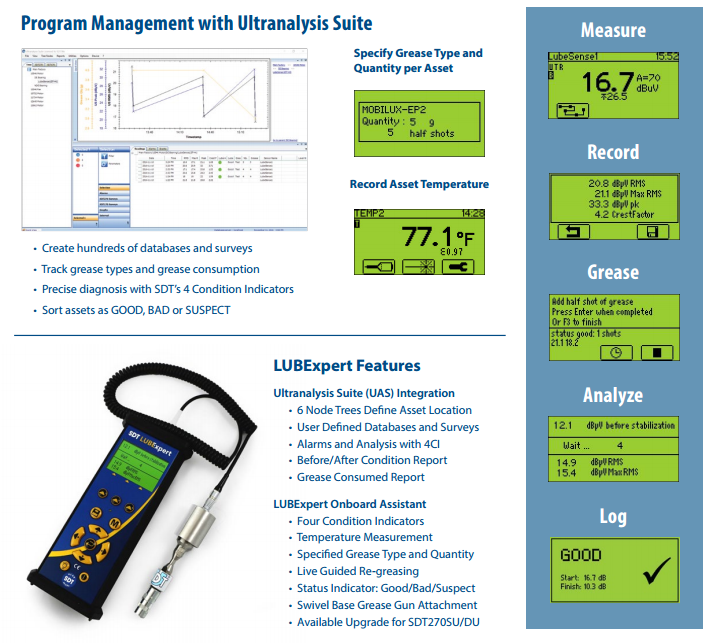 Program Management with Ultranalysis Suite
Specify Grease Type and
Quantity per Asset
MOBILUX-EP2
Quantity : 5 g
5 half shots
Record Asset Temperature
TEMP2 14:28
77.1°F
ε0.97
• Create hundreds of databases and surveys
• Track grease types and grease consumption
• Precise diagnosis with SDT's 4 Condition Indicators
• Sort assets as GOOD, BAD or SUSPECT
LUBExpert Features
Ultranalysis Suite (UAS) Integration
• 6 Node Trees Define Asset Location
• User Defined Databases and Surveys
• Alarms and Analysis with 4CI
• Before/After Condition Report
• Grease Consumed Report
LUBExpert Onboard Assistant
• Four Condition Indicators
• Temperature Measurement
• Specified Grease Type and Quantity
• Live Guided Re-greasing
• Status Indicator: Good/Bad/Suspect
• Swivel Base Grease Gun Attachment
• Available Upgrade for SDT270SU/DU
SDT LUBExpert
M
SDT
SDT
Measure
LubeSense1 15:52
16.7 A=70
dBuV
26.5
Record
20.8 dBµV RMS
21.1 dBµV Max RMS
33.3 dBµV pk
4.2 CrestFactor
Grease
Add half shot of grease
Press Enter when completed
Or F3 to finish
status good: 1 shots
21.1 18.2
Analyze
12.1 dBµV before stabilization
Wait ... 4
14.9 dBµV RMS
15.4 dBµV Max RMS
Log
GOOD
Start: 16.7 dB
Finish: 10.3 dB